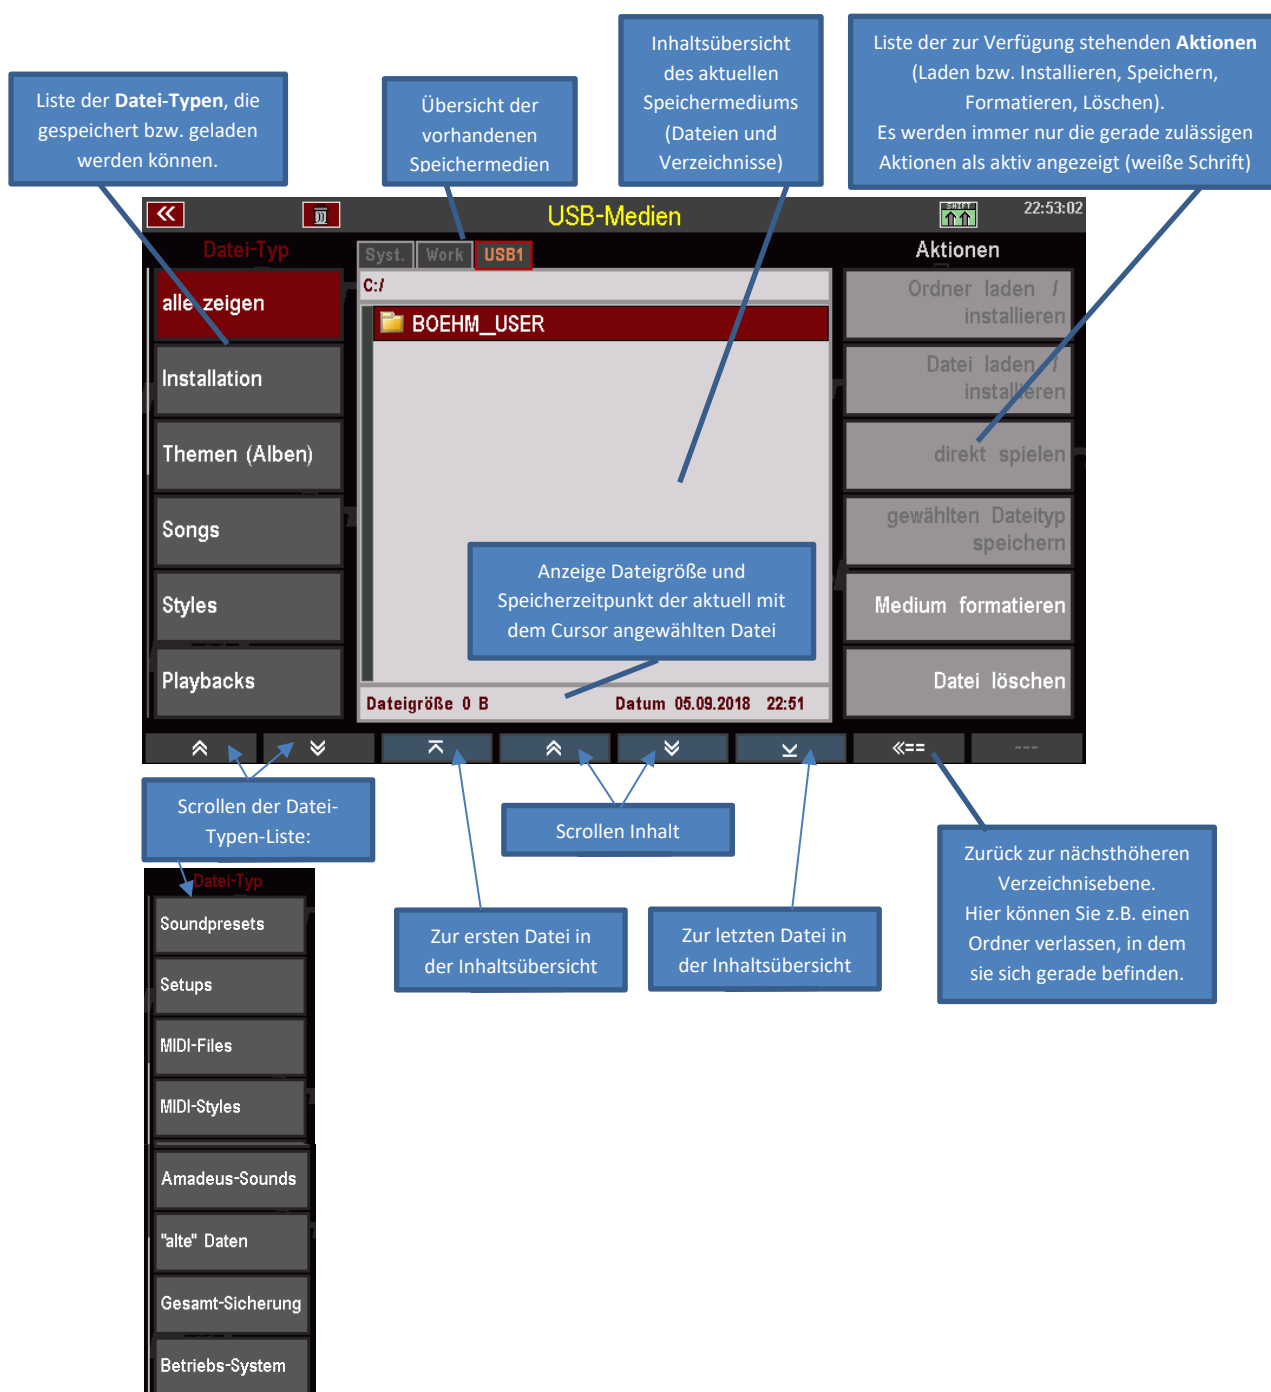 Inhaltsübersicht
des aktuellen
Speichermediums
(Dateien und
Verzeichnisse)
Liste der zur Verfügung stehenden Aktionen
(Laden bzw. Installieren, Speichern,
Formatieren, Löschen).
Es werden immer nur die gerade zulässigen
Aktionen als aktiv angezeigt (weiße Schrift)
Liste der Datei-Typen, die
gespeichert bzw. geladen
werden können.
Übersicht der
vorhandenen
Speichermedien
USB-Medien
SHIFT
22:53:02
Datei-Typ
Syst.
Work
USB1
Aktionen
C:/
alle zeigen
Installation
Themen (Alben)
Songs
Styles
Playbacks
BOEHM_USER
Ordner laden /
installieren
Datei laden /
installieren
direkt spielen
gewählten Dateityp
speichern
Medium formatieren
Datei löschen
Anzeige Dateigröße und
Speicherzeitpunkt der aktuell mit
dem Cursor angewählten Datei
Dateigröße 0 B
Datum 05.09.2018 22:51
«==
---
Scrollen der Datei-
Typen-Liste:
Scrollen Inhalt
Zur ersten Datei in
der Inhaltsübersicht
Zur letzten Datei in
der Inhaltsübersicht
Zurück zur nächsthöheren
Verzeichnisebene.
Hier können Sie z.B. einen
Ordner verlassen, in dem
sie sich gerade befinden.
Datei-Typ
Soundpresets
Setups
MIDI-Files
MIDI-Styles
Amadeus-Sounds
"alte" Daten
Gesamt-Sicherung
Betriebs-System